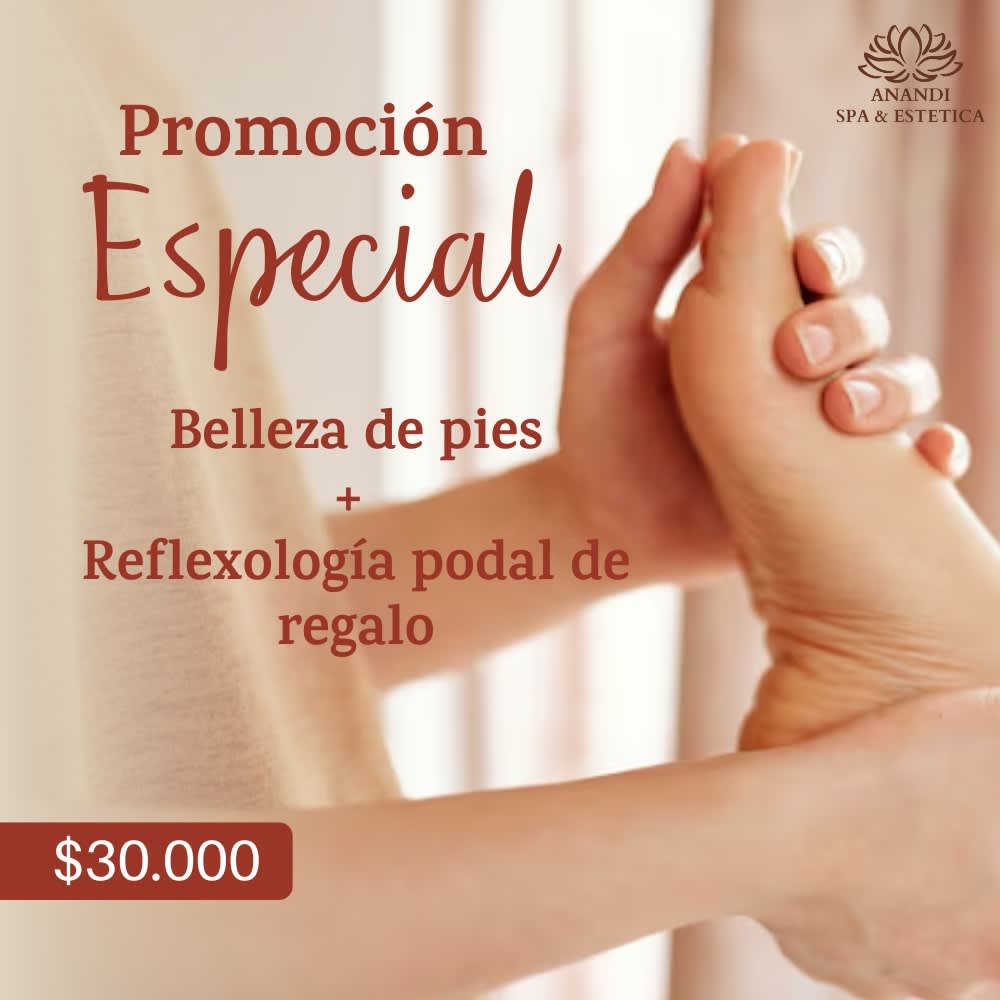 ANANDI
SPA & ESTETICA
Promoción
Especial
Belleza de pies
+
Reflexología podal de
regalo
$30.000